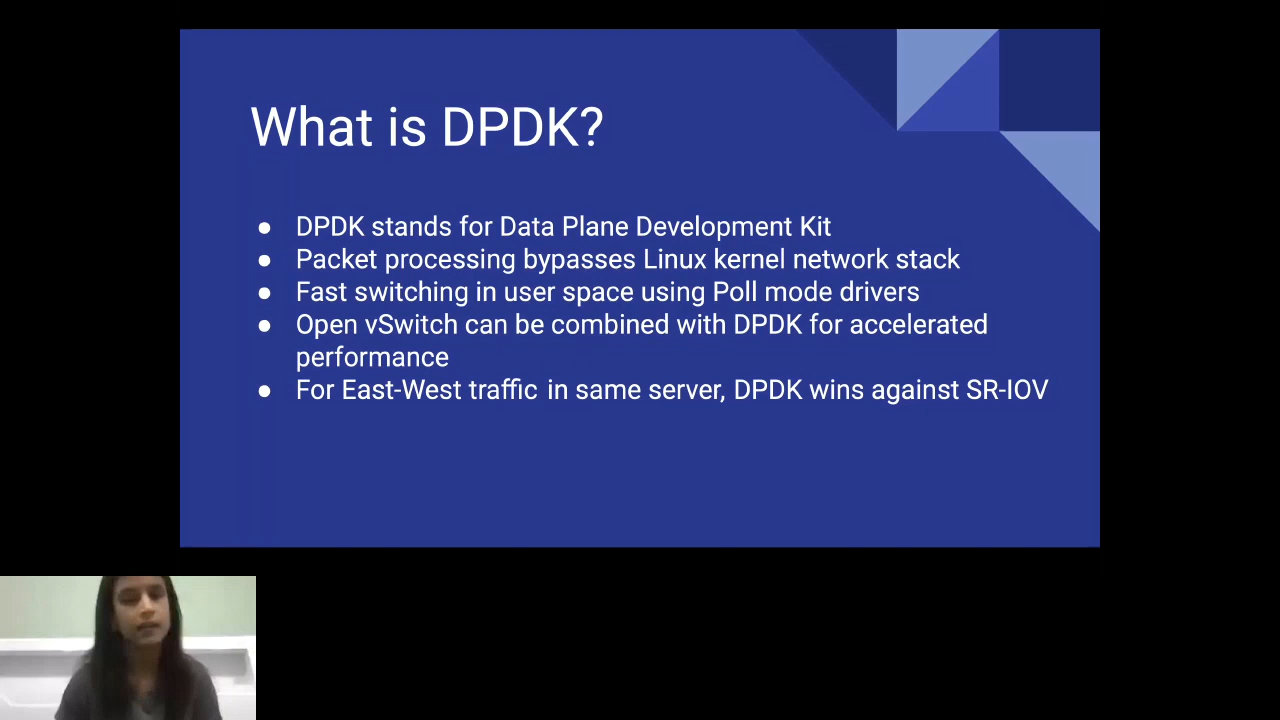 What is DPDK?
● DPDK stands for Data Plane Development Kit
● Packet processing bypasses Linux kernel network stack
● Fast switching in user space using Poll mode drivers
● Open vSwitch can be combined with DPDK for accelerated
performance
● For East-West traffic in same server, DPDK wins against SR-IOV